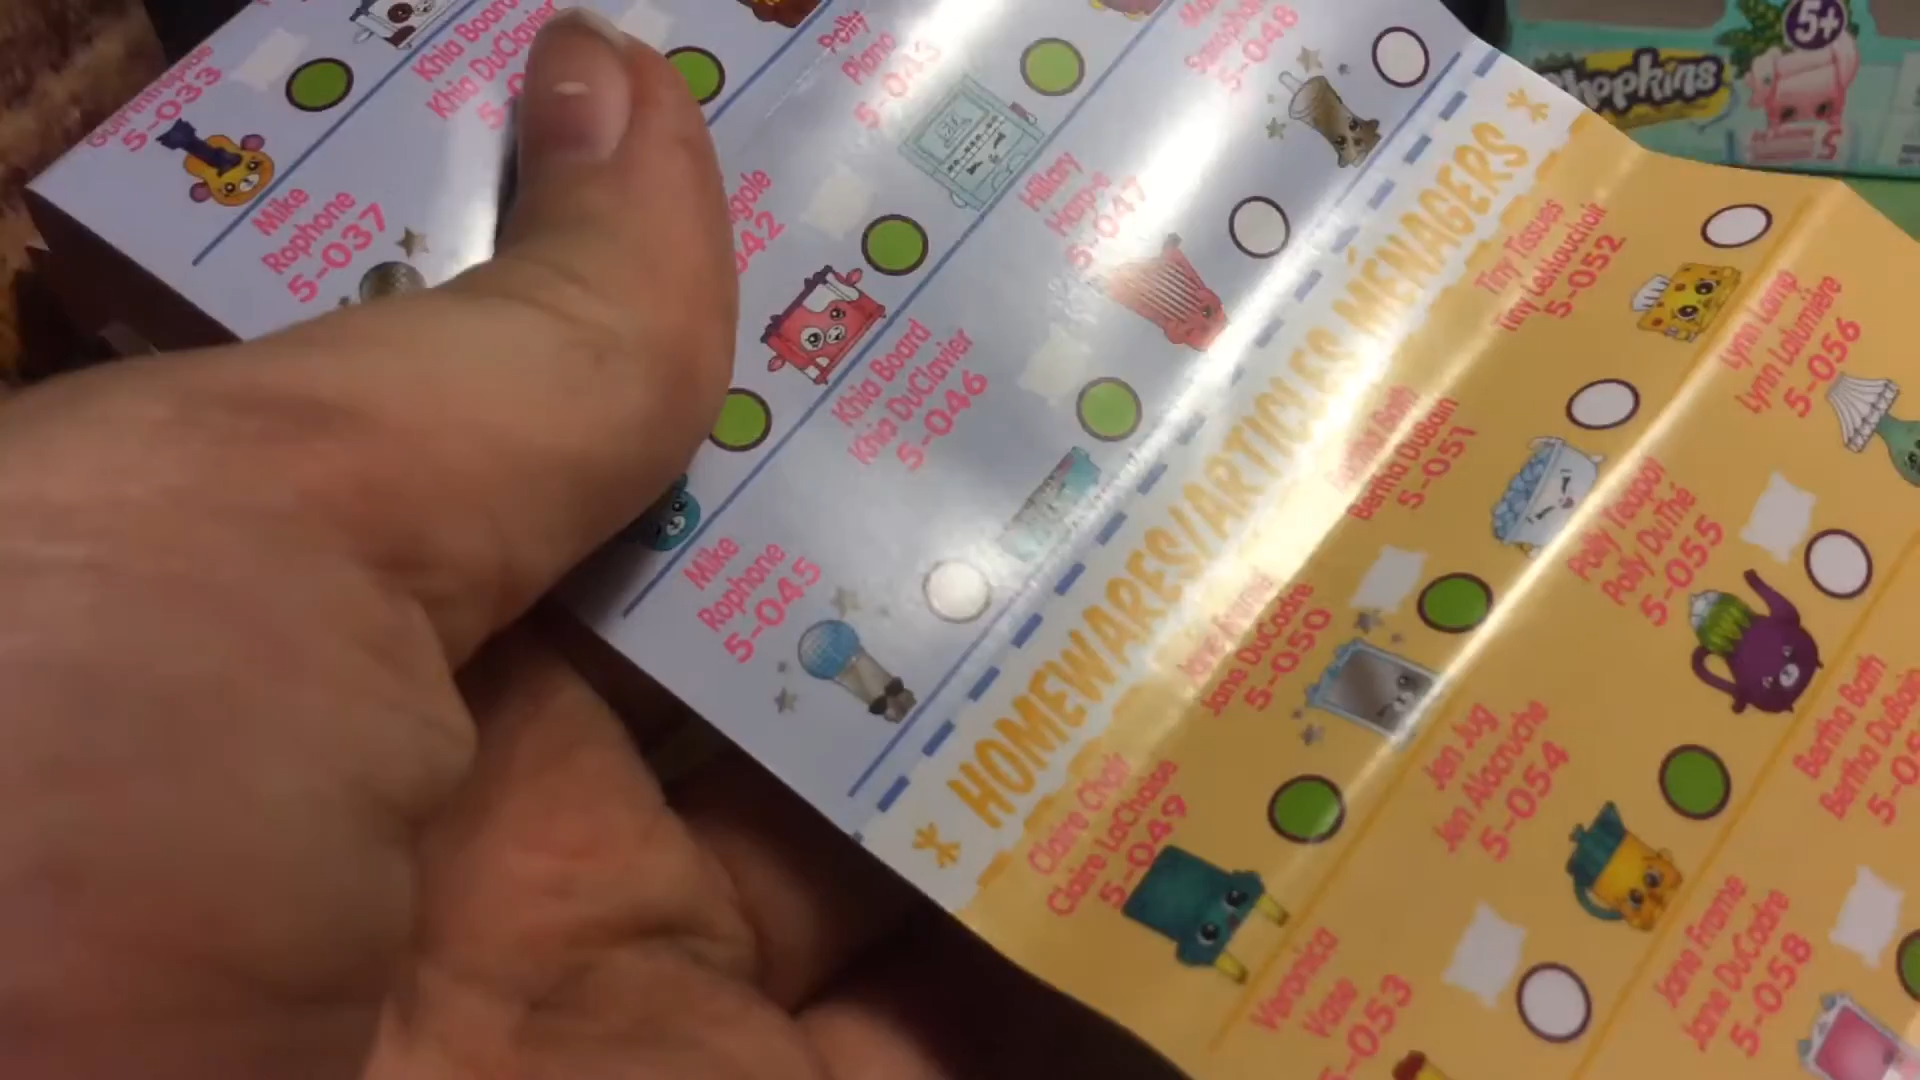 5-033
Mike
Rophone
5-037
Khia Board
Khia DuClavier
Polly
Piano
5-043
5-048
Hillary
Harp-e
5-047
Khia Board
Khia DuClavier
5-046
Mike
Rophone
5-045
HOMEWARES/ARTICLES MÉNAGERS
Tiny Tissues
Tiny LeMouchoir
5-052
Bertha Bath
Bertha DuBain
5-051
Jane Frame
Jane DuCadre
5-050
Claire Chair
Claire LaChaise
5-049
Lynn Lamp
Lynn Lalumière
5-056
Polly Teapot
Polly DuThé
5-055
Jen Jug
Jen Alacruche
5-054
Veronica
Vase
5-053
Bertha Bath
Bertha DuBain
Jane Frame
Jane DuCadre
5-058
Shopkins
5+